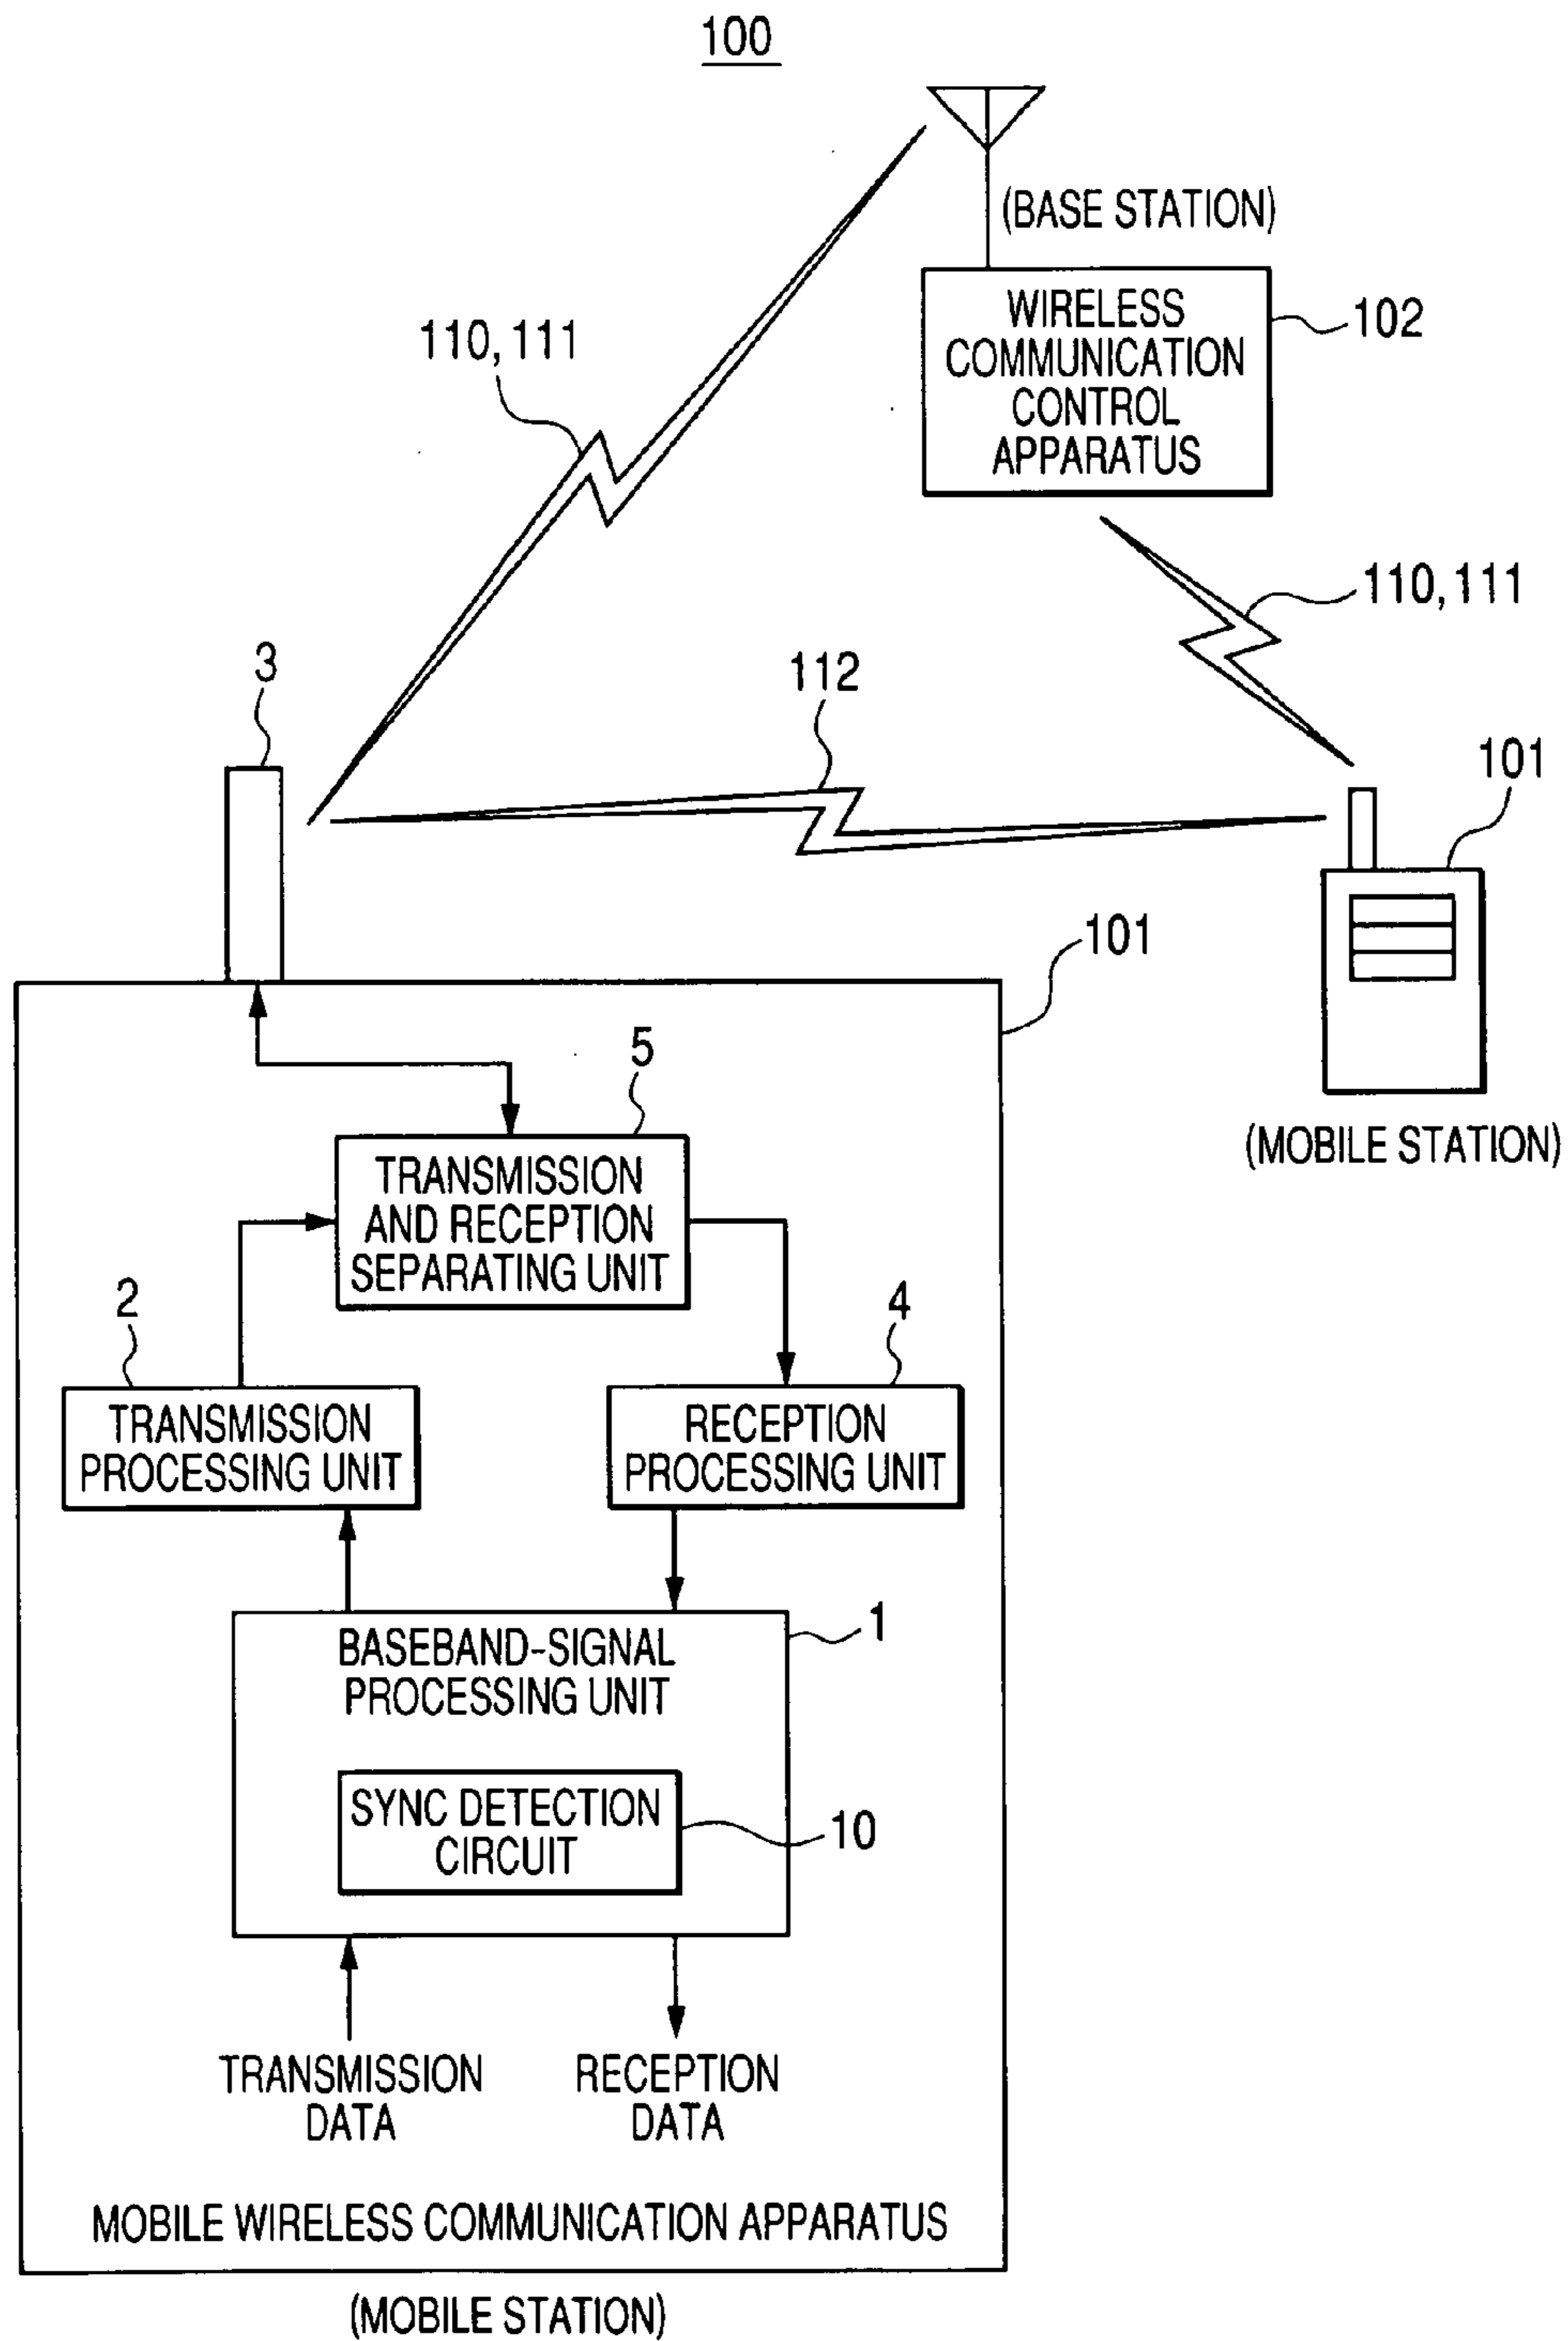 100
(BASE STATION)
WIRELESS
COMMUNICATION
CONTROL
APPARATUS
102
110, 111
110, 111
3
112
101
101
(MOBILE STATION)
5
TRANSMISSION
AND RECEPTION
SEPARATING UNIT
2
4
TRANSMISSION
PROCESSING UNIT
RECEPTION
PROCESSING UNIT
1
BASEBAND-SIGNAL
PROCESSING UNIT
SYNC DETECTION
CIRCUIT
10
TRANSMISSION
DATA
RECEPTION
DATA
MOBILE WIRELESS COMMUNICATION APPARATUS
(MOBILE STATION)